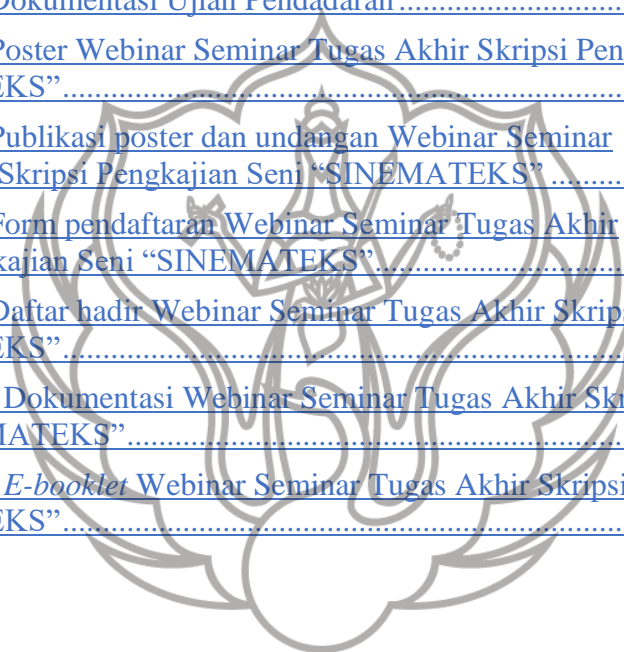 Dokumentasi Ujian Pendadaran ..............................
Poster Webinar Seminar Tugas Akhir Skripsi Pen
EKS” ......................................................................
Publikasi poster dan undangan Webinar Seminar
Skripsi Pengkajian Seni “SINEMATEKS” .........
Form pendaftaran Webinar Seminar Tugas Akhir
kajian Seni “SINEMATEKS” ...............................
Daftar hadir Webinar Seminar Tugas Akhir Skrips
EKS” ......................................................................
Dokumentasi Webinar Seminar Tugas Akhir Skr
MATEKS” ..............................................................
E-booklet Webinar Seminar Tugas Akhir Skripsi
EKS” ......................................................................